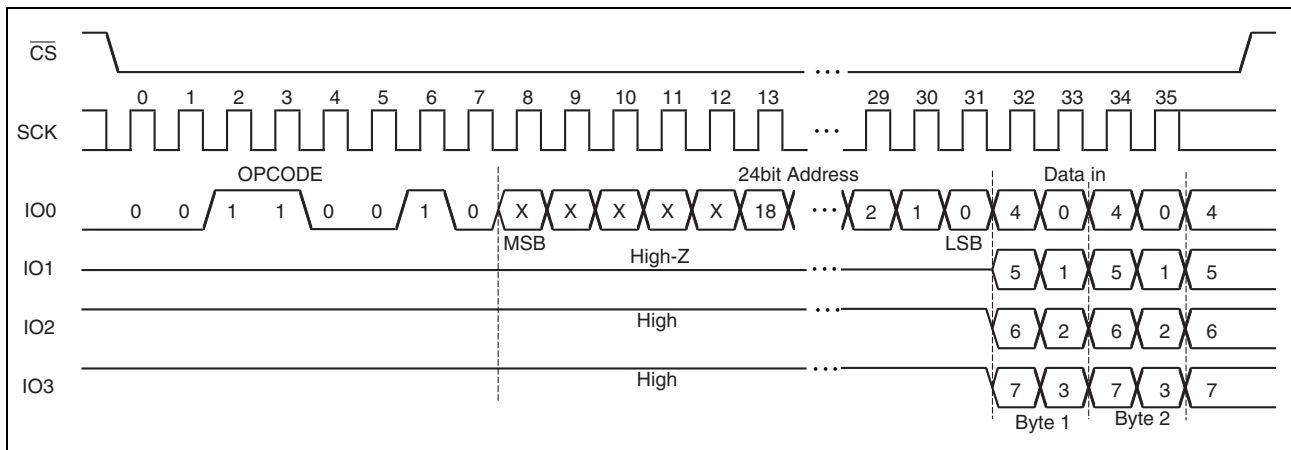 CS
0 1 2 3 4 5 6 7 8 9 10 11 12 13 ... 29 30 31 32 33 34 35
SCK
OPCODE 24bit Address Data in
IO0 0 0 1 1 0 0 1 0 X X X X X 18 ... 2 1 0 4 0 4 0 4
MSB LSB
IO1 High-Z ... 5 1 5 1 5
IO2 High ... 6 2 6 2 6
IO3 High ... 7 3 7 3 7
Byte 1 Byte 2